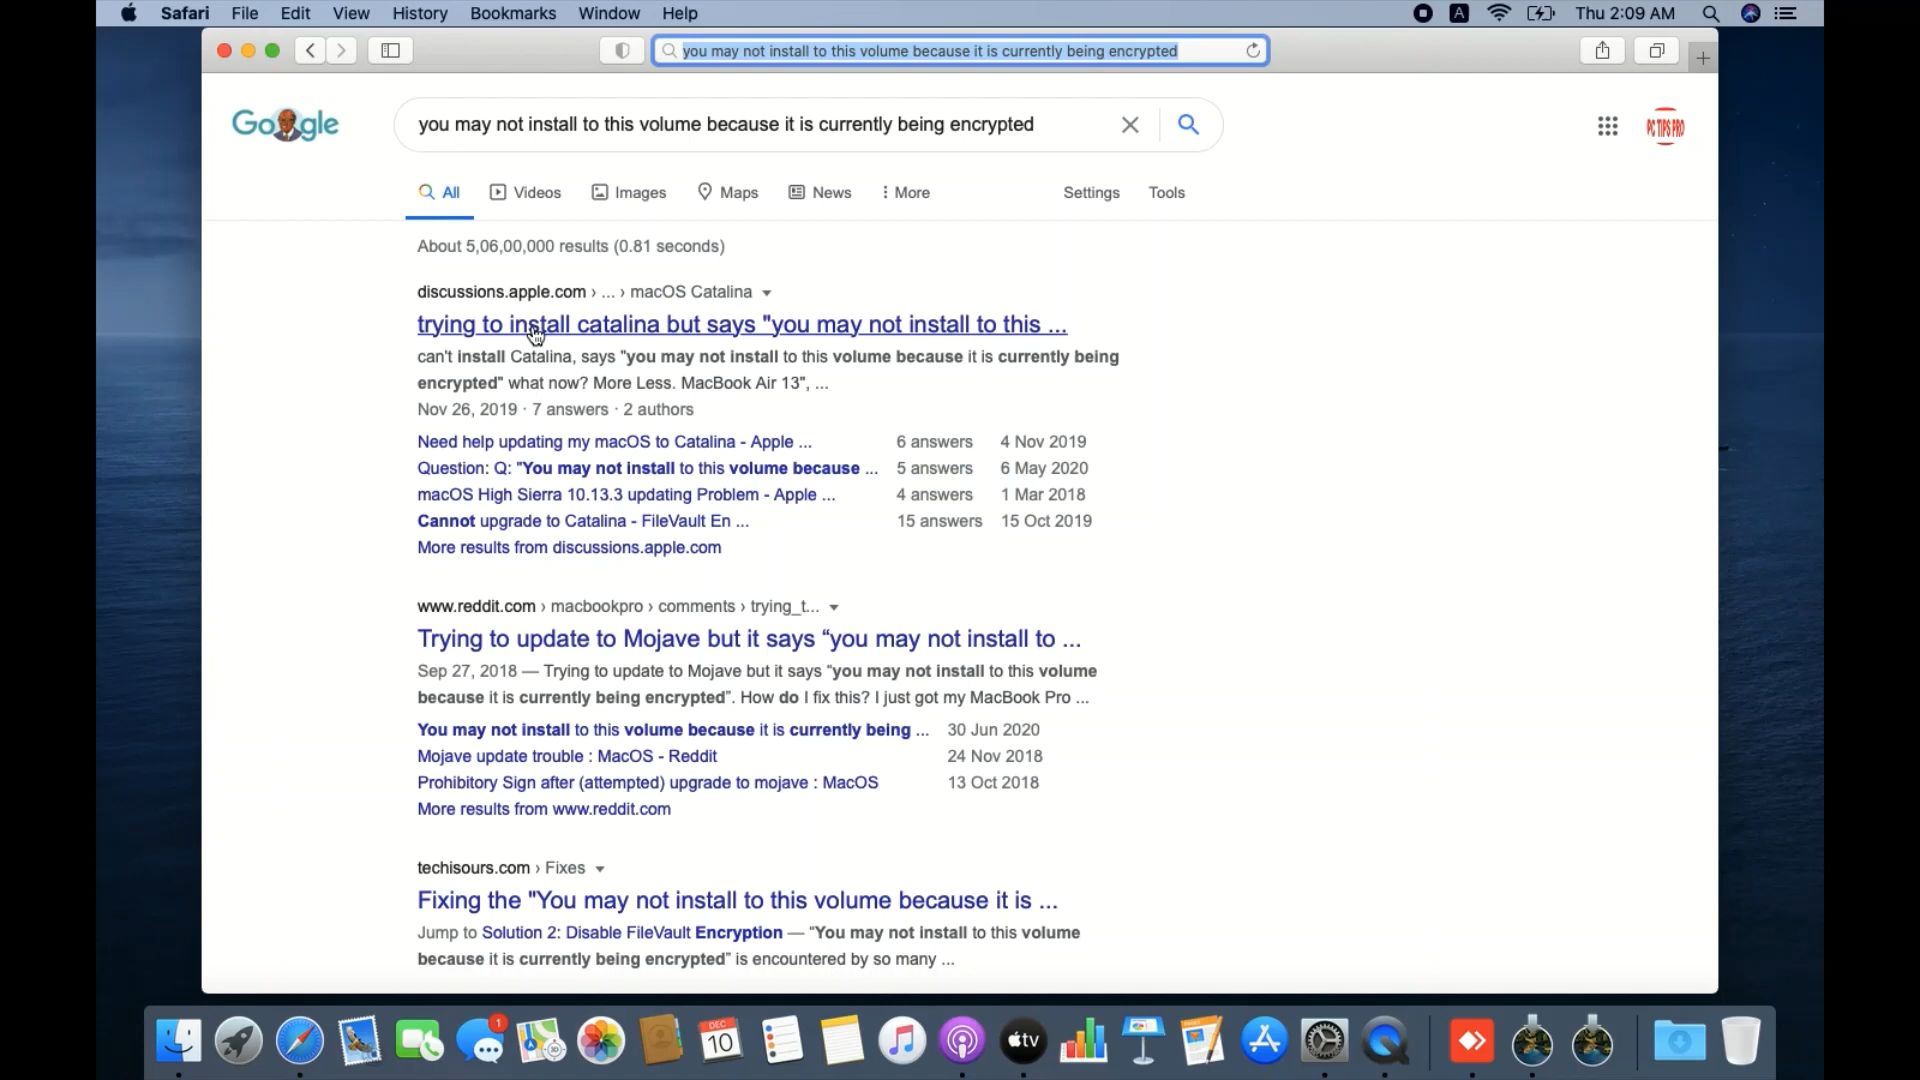 Safari File Edit View History Bookmarks Window Help A Thu 2:09 AM
you may not install to this volume because it is currently being encrypted
Google
you may not install to this volume because it is currently being encrypted
PC TIPS PRO
All Videos Images Maps News More Settings Tools
About 5,06,00,000 results (0.81 seconds)
discussions.apple.com › ... › macOS Catalina
trying to install catalina but says "you may not install to this ...
can't install Catalina, says "you may not install to this volume because it is currently being
encrypted" what now? More Less. MacBook Air 13", ...
Nov 26, 2019 · 7 answers · 2 authors
Need help updating my macOS to Catalina - Apple ... 6 answers 4 Nov 2019
Question: Q: "You may not install to this volume because ... 5 answers 6 May 2020
macOS High Sierra 10.13.3 updating Problem - Apple ... 4 answers 1 Mar 2018
Cannot upgrade to Catalina - FileVault En ... 15 answers 15 Oct 2019
More results from discussions.apple.com
www.reddit.com › macbookpro › comments › trying_t...
Trying to update to Mojave but it says “you may not install to ...
Sep 27, 2018 — Trying to update to Mojave but it says “you may not install to this volume
because it is currently being encrypted”. How do I fix this? I just got my MacBook Pro ...
You may not install to this volume because it is currently being ... 30 Jun 2020
Mojave update trouble : MacOS - Reddit 24 Nov 2018
Prohibitory Sign after (attempted) upgrade to mojave : MacOS 13 Oct 2018
More results from www.reddit.com
techisours.com › Fixes
Fixing the "You may not install to this volume because it is ...
Jump to Solution 2: Disable FileVault Encryption — “You may not install to this volume
because it is currently being encrypted” is encountered by so many ...
1
DEC
10
tv